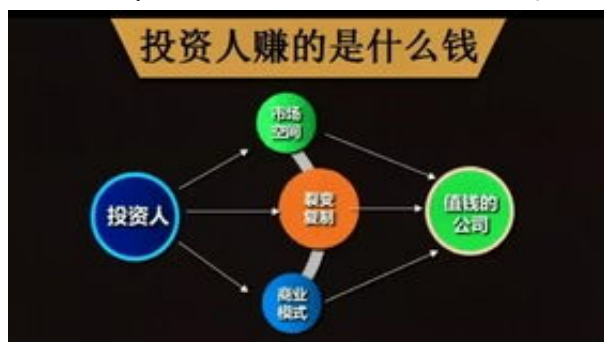 投资人赚的是什么钱
市场
空间
投资人
裂变
复制
值钱的
公司
商业
模式